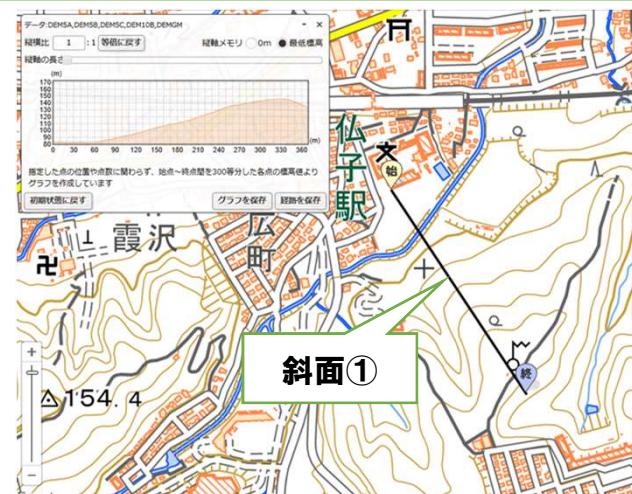 データ:DEM5A,DEM5B,DEM5C,DEM10B,DEMGM
- ×
縦横比 1 :1 等倍に戻す 縦軸メモリ 0m 最低標高
縦軸の長さ
(m)
170
160
150
140
130
120
110
100
90
80
0 30 60 90 120 150 180 210 240 270 300 330 360 (m)
指定した点の位置や点数に関わらず、始点~終点間を300等分した各点の標高値より
グラフを作成しています
初期状態に戻す グラフを保存 経路を保存
仏子駅
文
始
霞沢
広町
斜面①
終
154.4
+
-